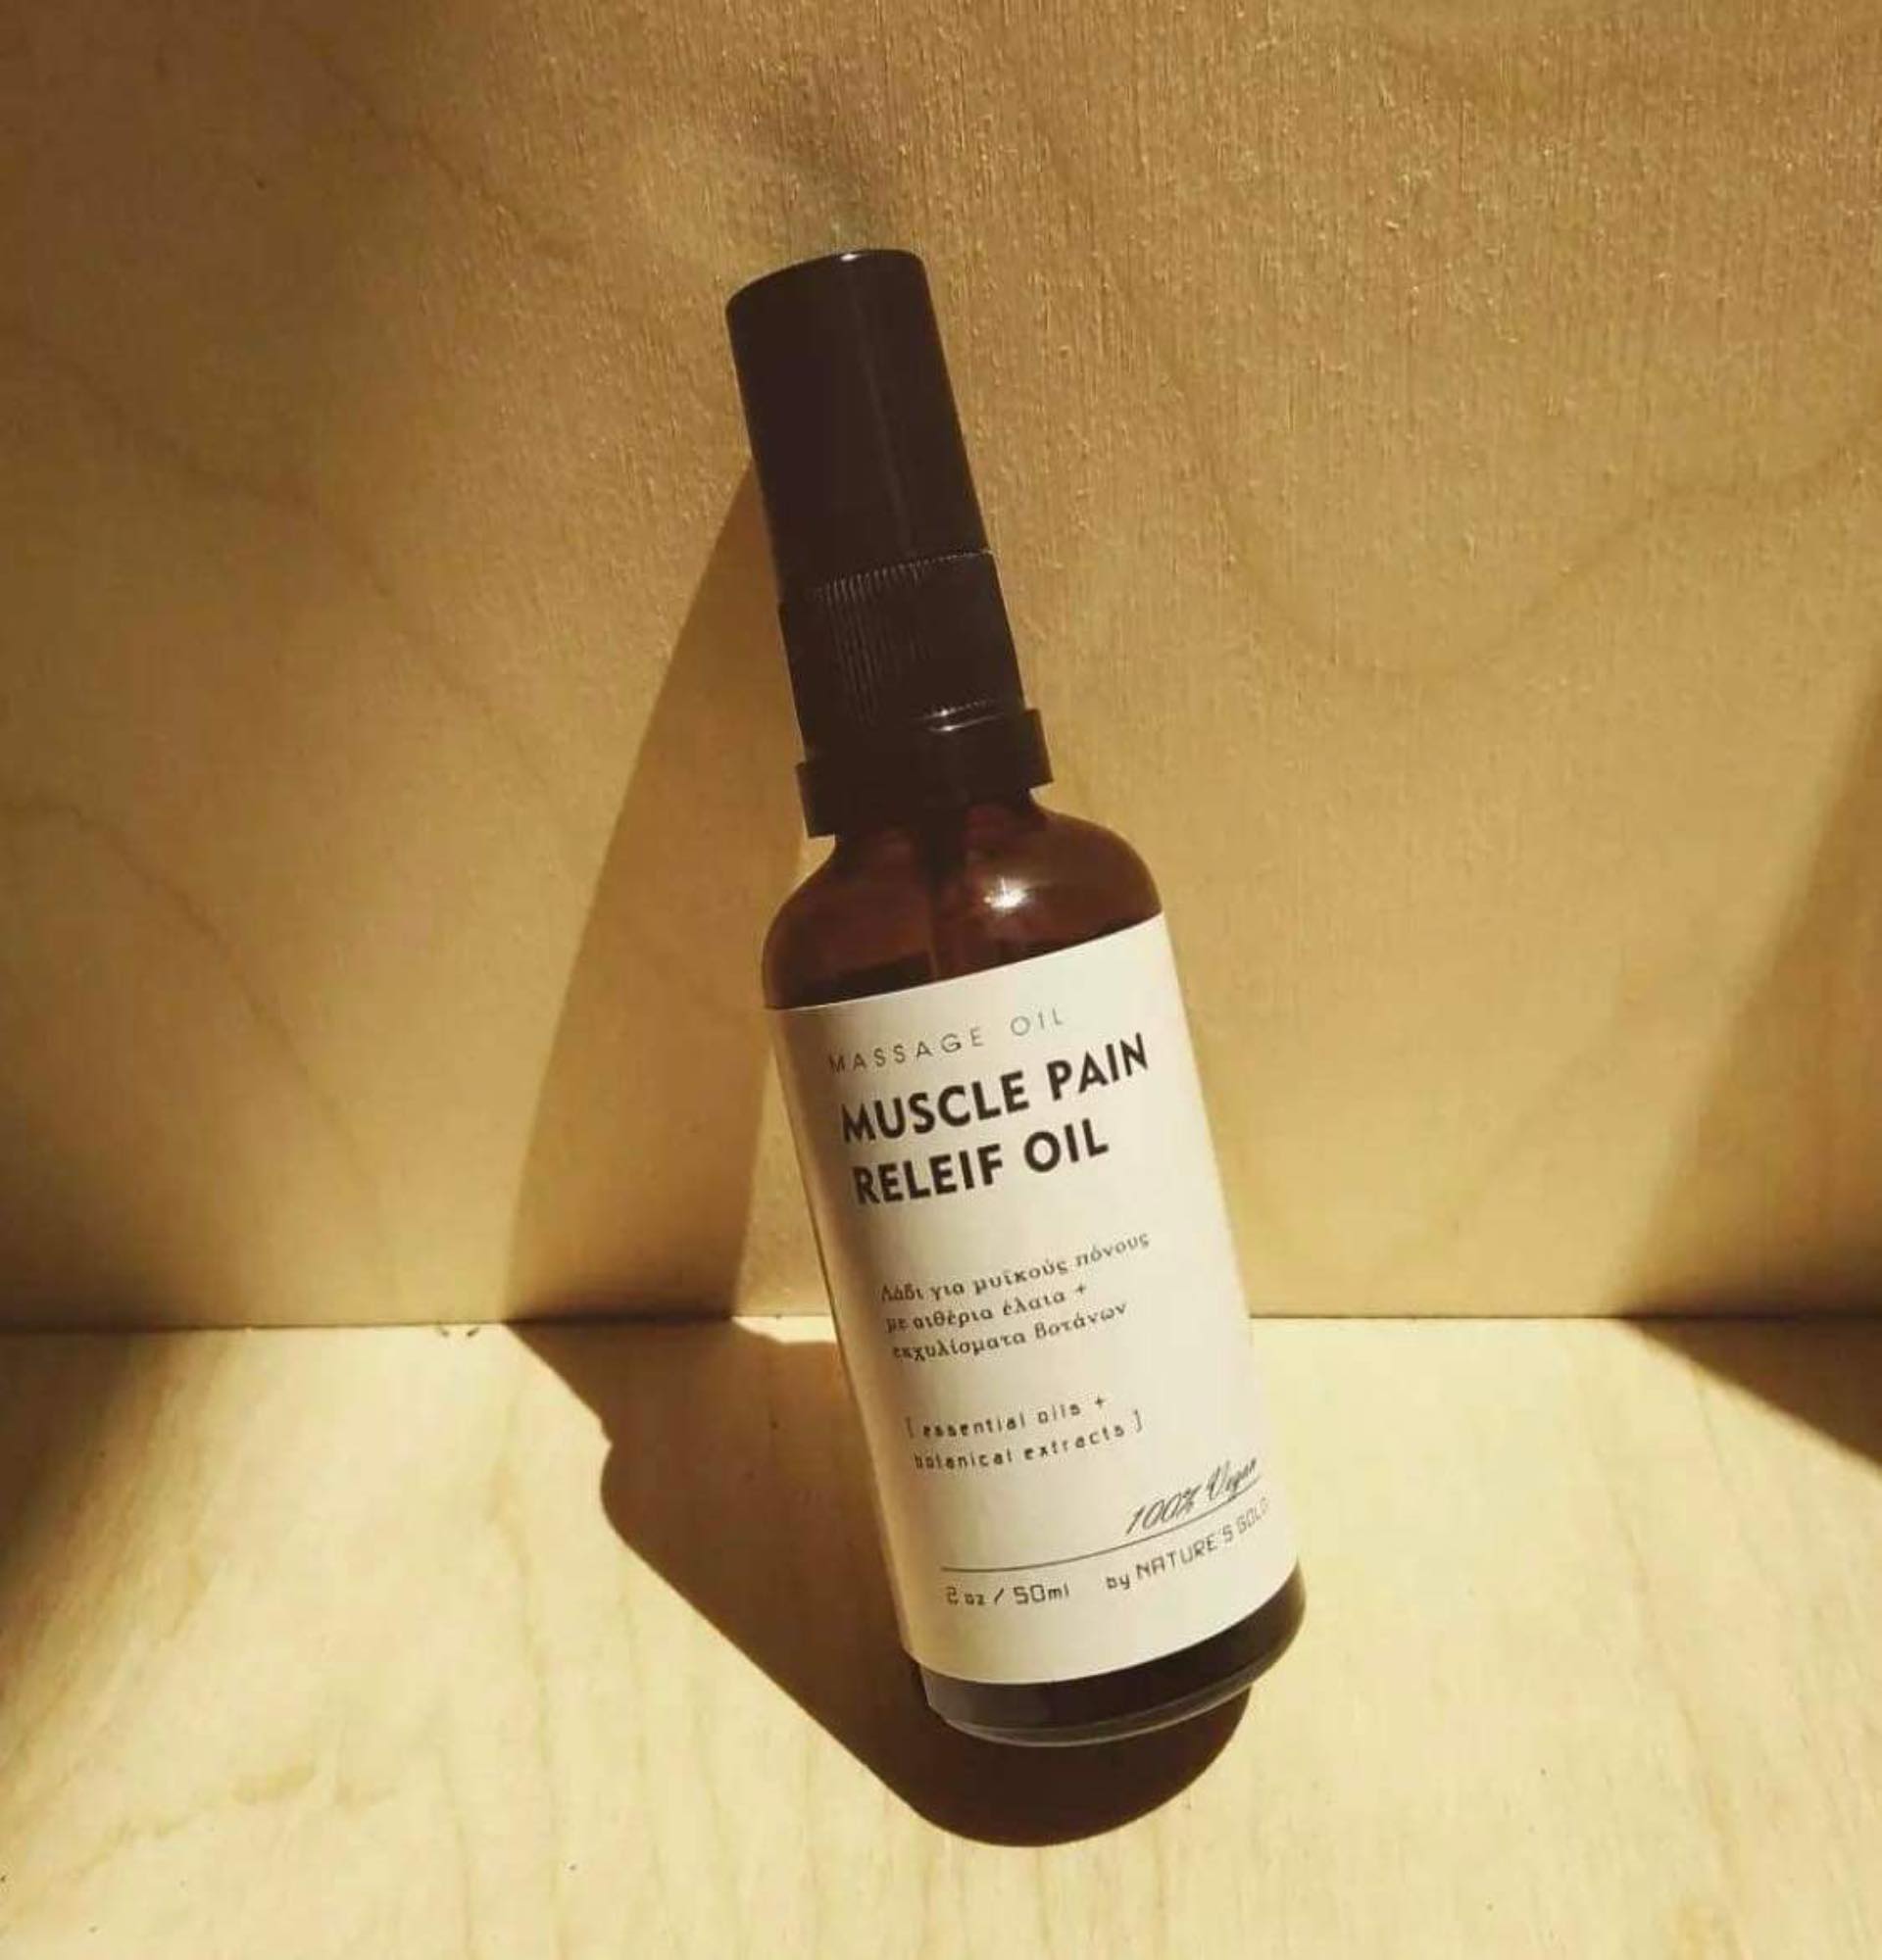 MASSAGE OIL
MUSCLE PAIN
RELEIF OIL
Λάδι για μυϊκούς πόνους
με αιθέρια έλαια +
εκχυλίσματα βοτάνων
[ essential oils +
botanical extracts ]
100% Vegan
2 oz / 50ml by NATURE'S GOLD